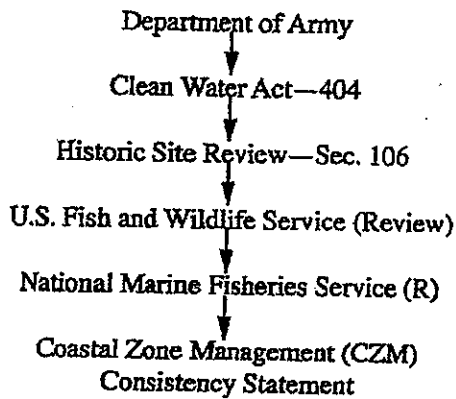 Department of Army
Clean Water Act—404
Historic Site Review—Sec. 106
U.S. Fish and Wildlife Service (Review)
National Marine Fisheries Service (R)
Coastal Zone Management (CZM)
Consistency Statement